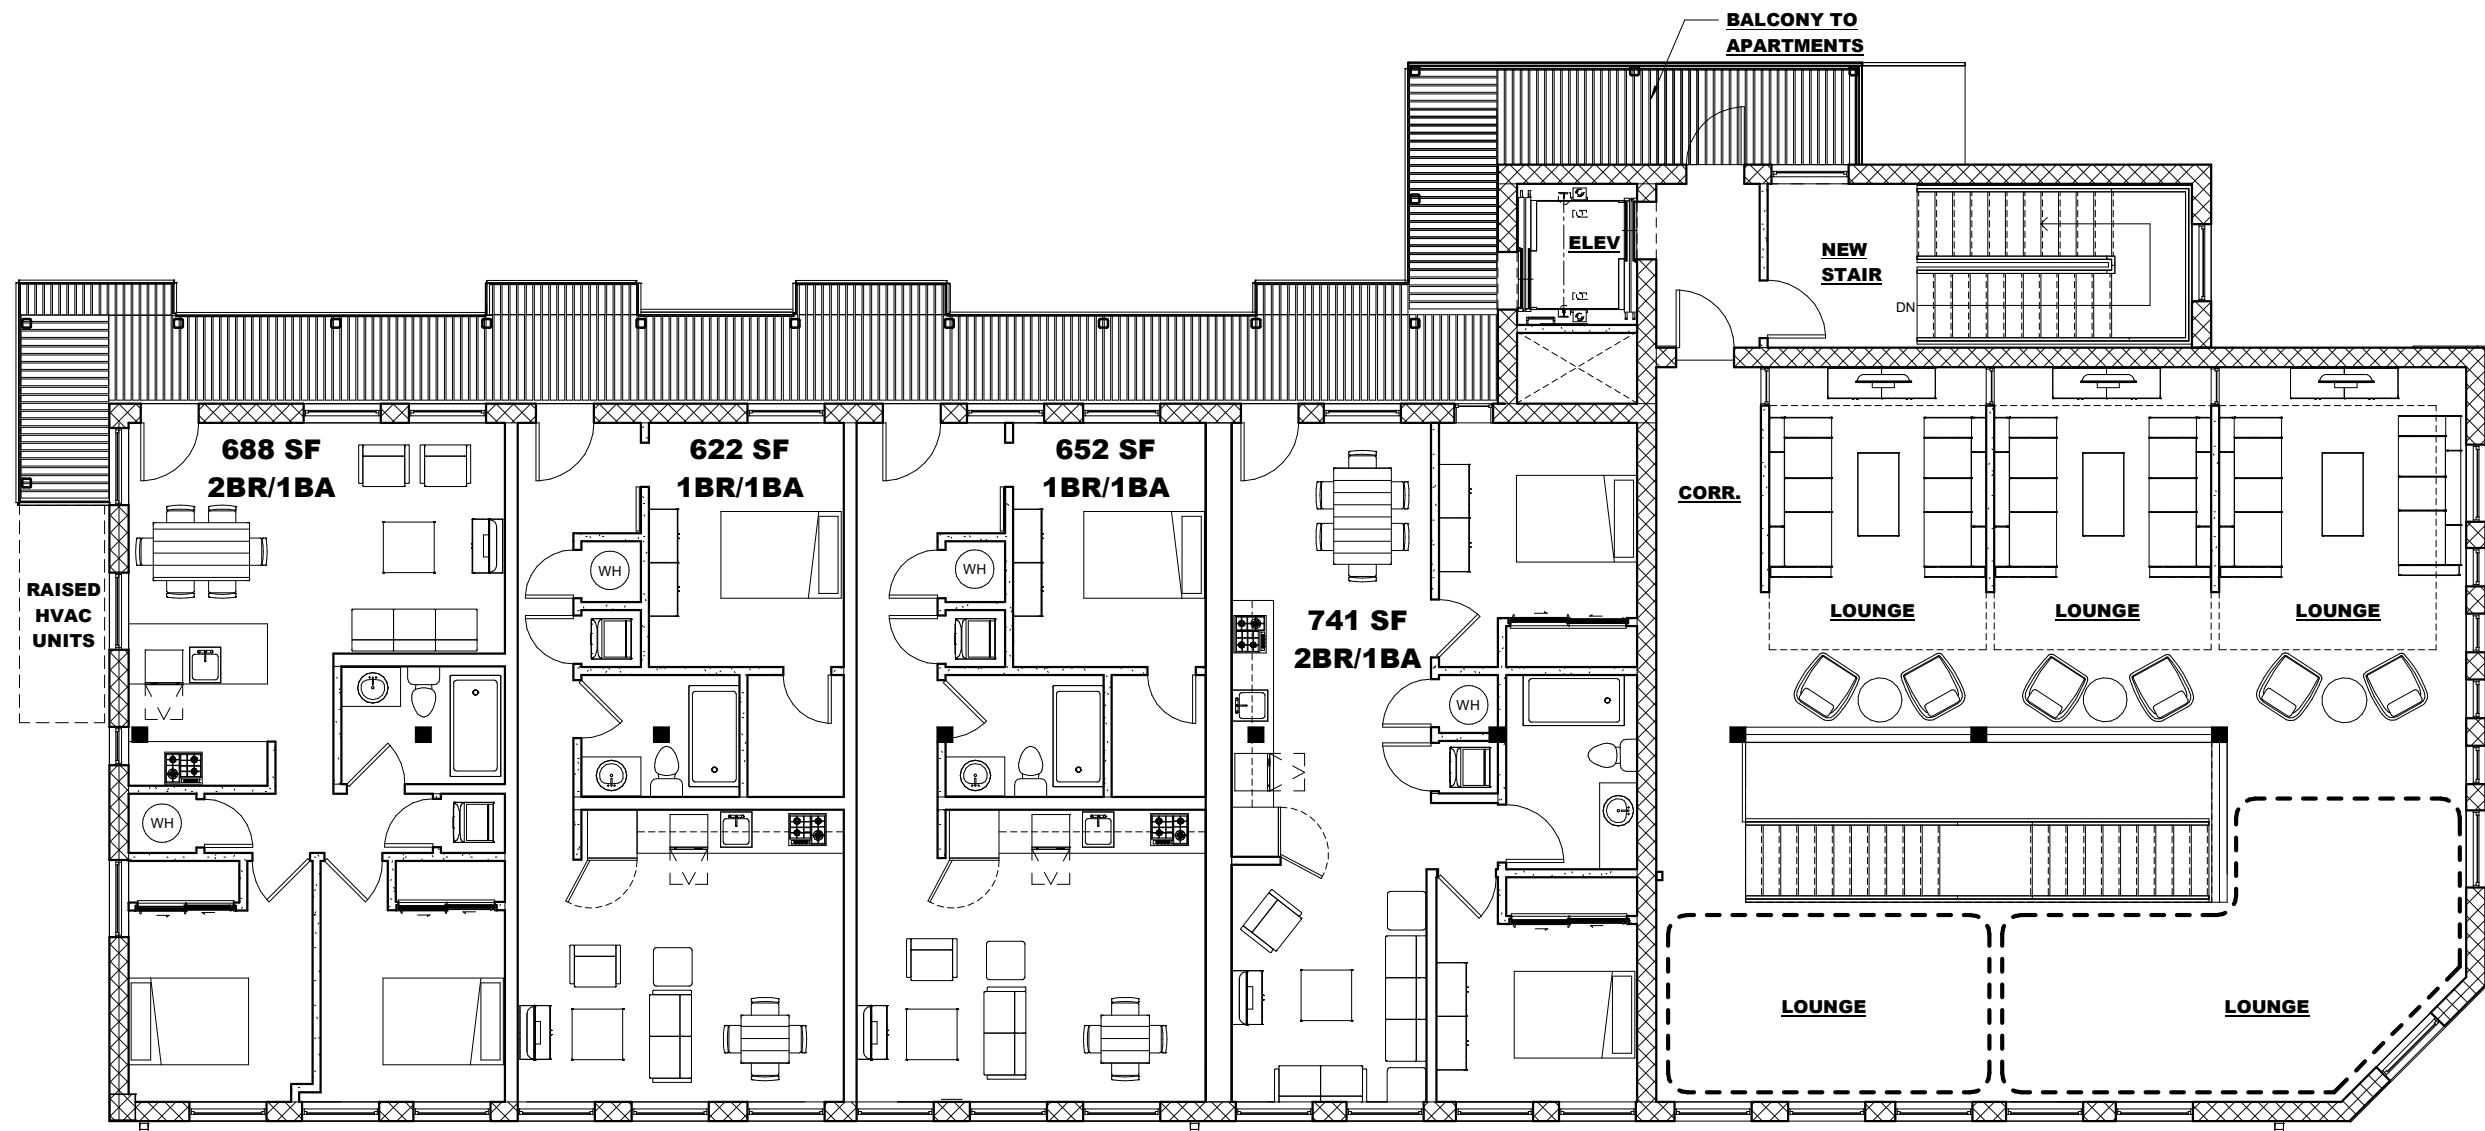 BALCONY TO
APARTMENTS
ELEV
NEW
STAIR
DN
688 SF
2BR/1BA
622 SF
1BR/1BA
652 SF
1BR/1BA
741 SF
2BR/1BA
CORR.
RAISED
HVAC
UNITS
WH
WH
WH
WH
LOUNGE
LOUNGE
LOUNGE
LOUNGE
LOUNGE